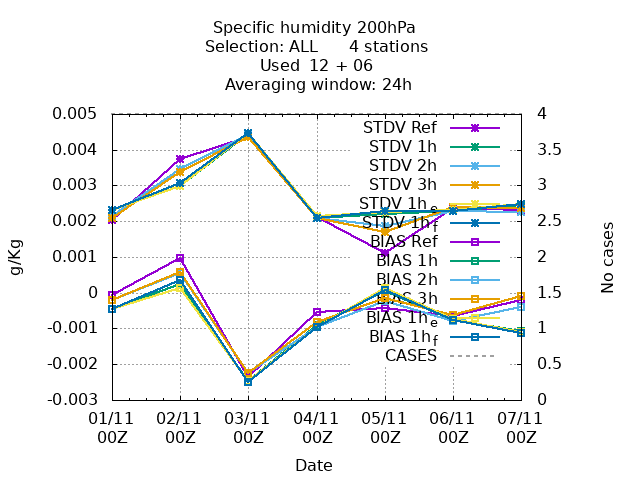 Specific humidity 200hPa
Selection: ALL 4 stations
Used 12 + 06
Averaging window: 24h
0.005
0.004
0.003
0.002
0.001
0
-0.001
-0.002
-0.003
g/Kg
4
3.5
3
2.5
2
1.5
1
0.5
0
No cases
STDV Ref
STDV 1h
STDV 2h
STDV 3h
STDV 1he
STDV 1hf
BIAS Ref
BIAS 1h
BIAS 2h
BIAS 3h
BIAS 1he
BIAS 1hf
CASES
01/11 02/11 03/11 04/11 05/11 06/11 07/11
00Z 00Z 00Z 00Z 00Z 00Z 00Z
Date